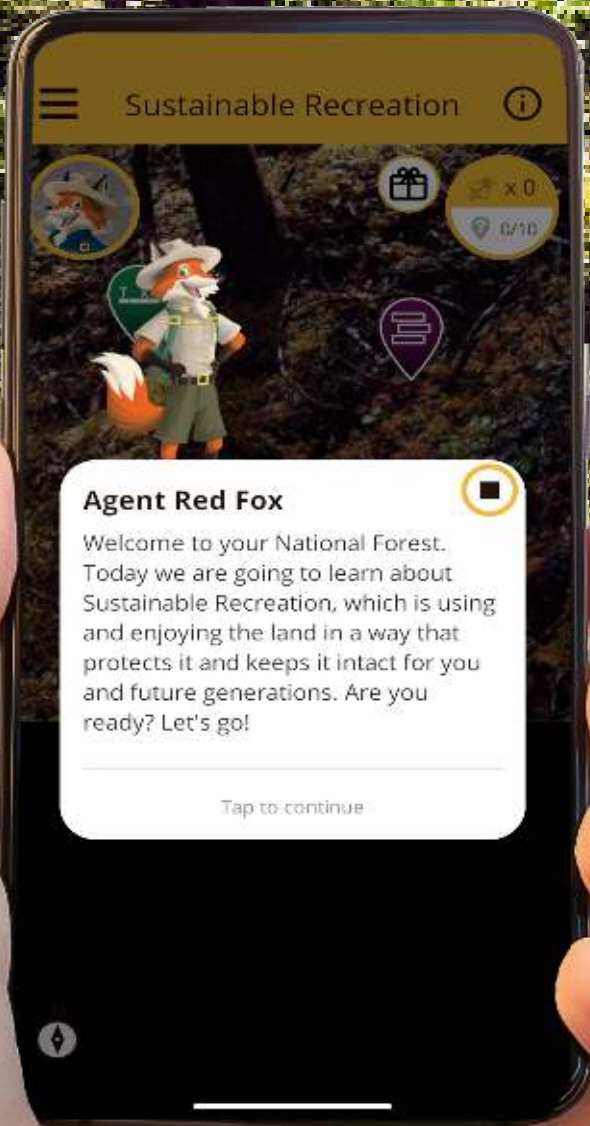 Sustainable Recreation
x 0
0/10
Agent Red Fox
Welcome to your National Forest.
Today we are going to learn about
Sustainable Recreation, which is using
and enjoying the land in a way that
protects it and keeps it intact for you
and future generations. Are you
ready? Let's go!
Tap to continue